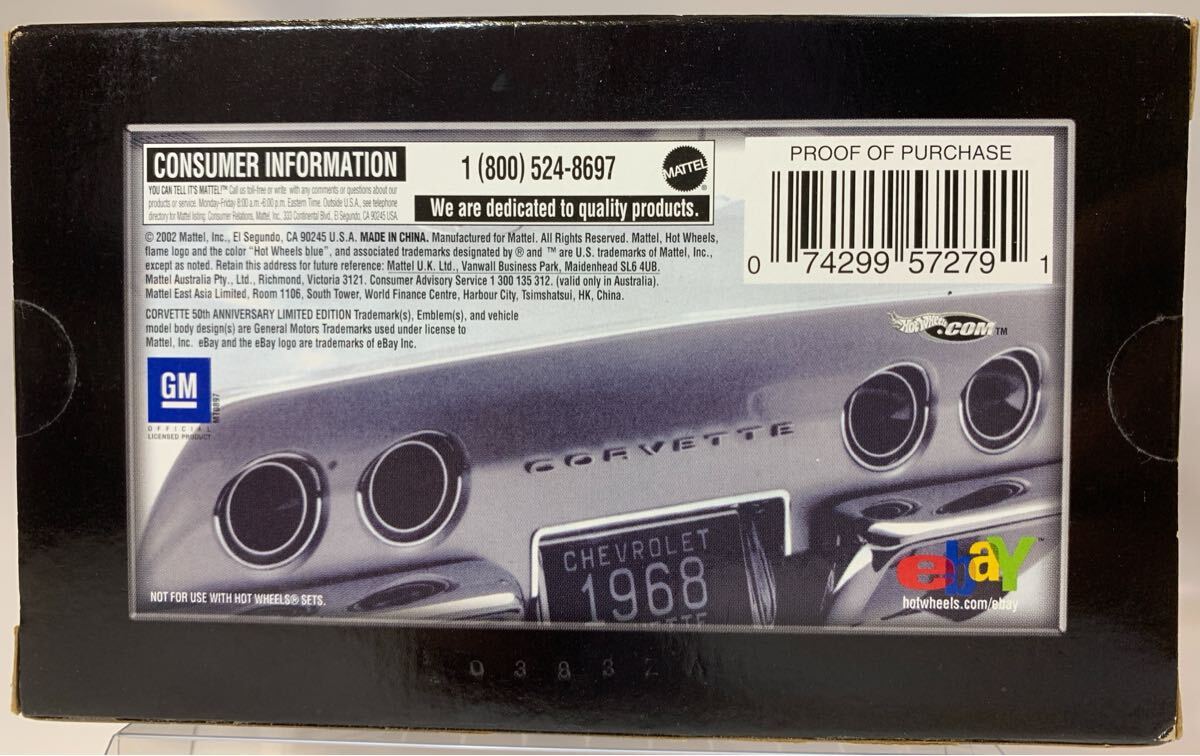 CONSUMER INFORMATION
YOU CAN TELL IT'S MATTEL!™ Call us toll-free or write with any comments or questions about our
products or service. Monday-Friday 8:00 a.m.-6:00 p.m. Eastern Time. Outside U.S.A., see telephone
directory for Mattel listing. Consumer Relations, Mattel, Inc., 333 Continental Blvd., El Segundo, CA 90245 USA.
1 (800) 524-8697
MATTEL®
We are dedicated to quality products.
PROOF OF PURCHASE
0 74299 57279 1
© 2002 Mattel, Inc., El Segundo, CA 90245 U.S.A. MADE IN CHINA. Manufactured for Mattel. All Rights Reserved. Mattel, Hot Wheels,
flame logo and the color "Hot Wheels blue", and associated trademarks designated by ® and ™ are U.S. trademarks of Mattel, Inc.,
except as noted. Retain this address for future reference: Mattel U.K. Ltd., Vanwall Business Park, Maidenhead SL6 4UB.
Mattel Australia Pty., Ltd., Richmond, Victoria 3121. Consumer Advisory Service 1 300 135 312. (valid only in Australia).
Mattel East Asia Limited, Room 1106, South Tower, World Finance Centre, Harbour City, Tsimshatsui, HK, China.
CORVETTE 50th ANNIVERSARY LIMITED EDITION Trademark(s), Emblem(s), and vehicle
model body design(s) are General Motors Trademarks used under license to
Mattel, Inc. eBay and the eBay logo are trademarks of eBay Inc.
HotWheels.COM™
GM
MT0897
OFFICIAL
LICENSED PRODUCT
CORVETTE
CHEVROLET
1968
ebaY™
hotwheels.com/ebay
NOT FOR USE WITH HOT WHEELS® SETS.